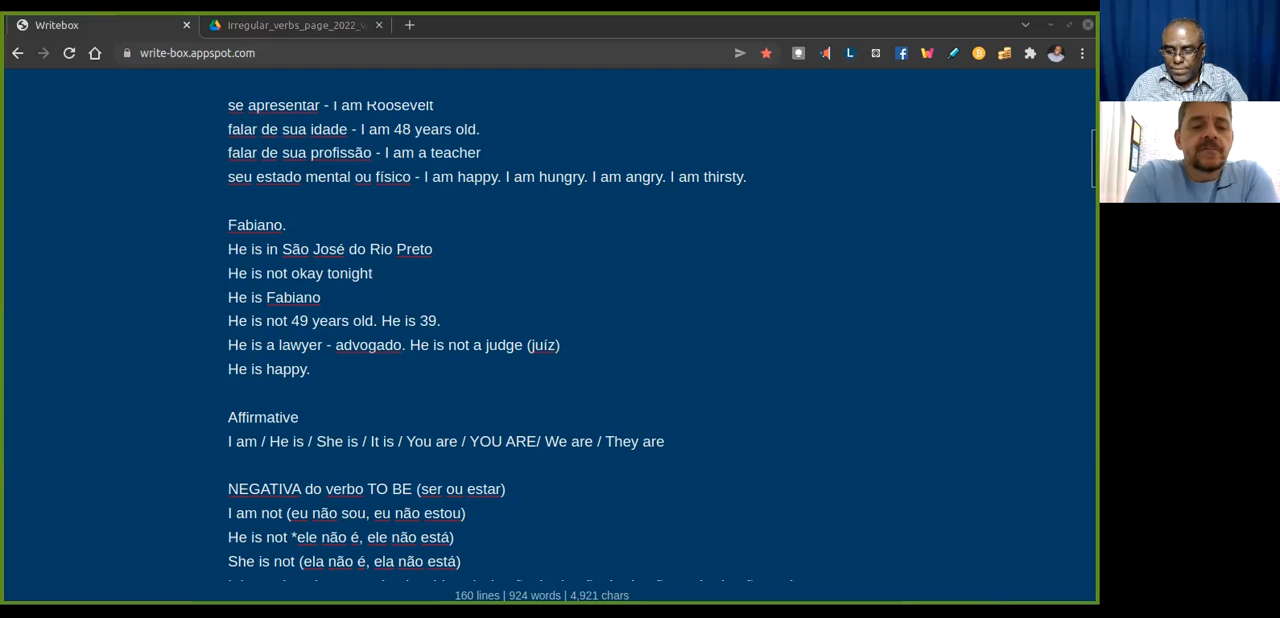 Writebox
Irregular_verbs_page_2022_
write-box.appspot.com
se apresentar - I am Roosevelt
falar de sua idade - I am 48 years old.
falar de sua profissão - I am a teacher
seu estado mental ou físico - I am happy. I am hungry. I am angry. I am thirsty.
Fabiano.
He is in São José do Rio Preto
He is not okay tonight
He is Fabiano
He is not 49 years old. He is 39.
He is a lawyer - advogado. He is not a judge (juíz)
He is happy.
Affirmative
I am / He is / She is / It is / You are / YOU ARE/ We are / They are
NEGATIVA do verbo TO BE (ser ou estar)
I am not (eu não sou, eu não estou)
He is not *ele não é, ele não está)
She is not (ela não é, ela não está)
160 lines | 924 words | 4,921 chars